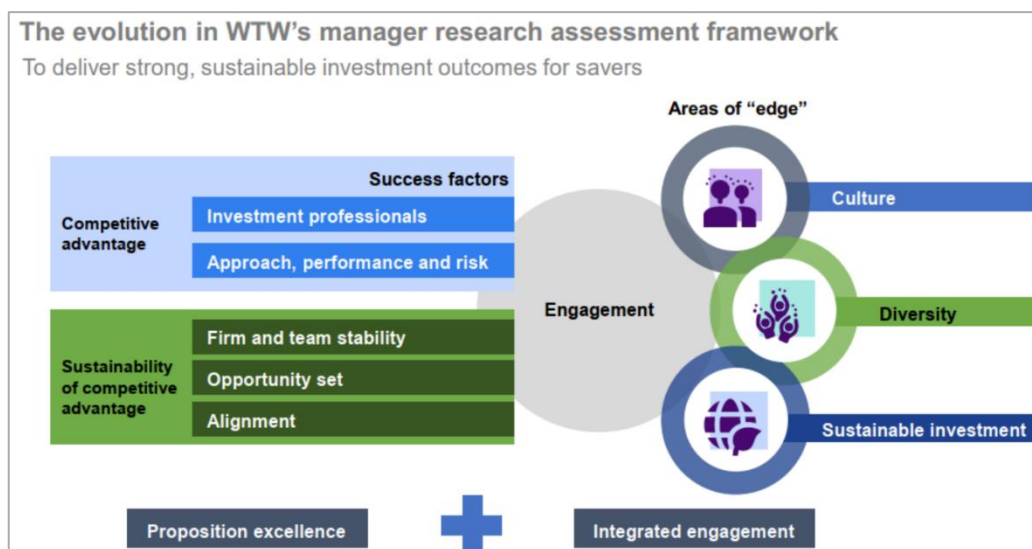 The evolution in WTW's manager research assessment framework
To deliver strong, sustainable investment outcomes for savers
Areas of “edge”
Success factors
Competitive
advantage
Investment professionals
Approach, performance and risk
Sustainability
of competitive
advantage
Firm and team stability
Opportunity set
Alignment
Engagement
Culture
Diversity
Sustainable investment
Proposition excellence
Integrated engagement